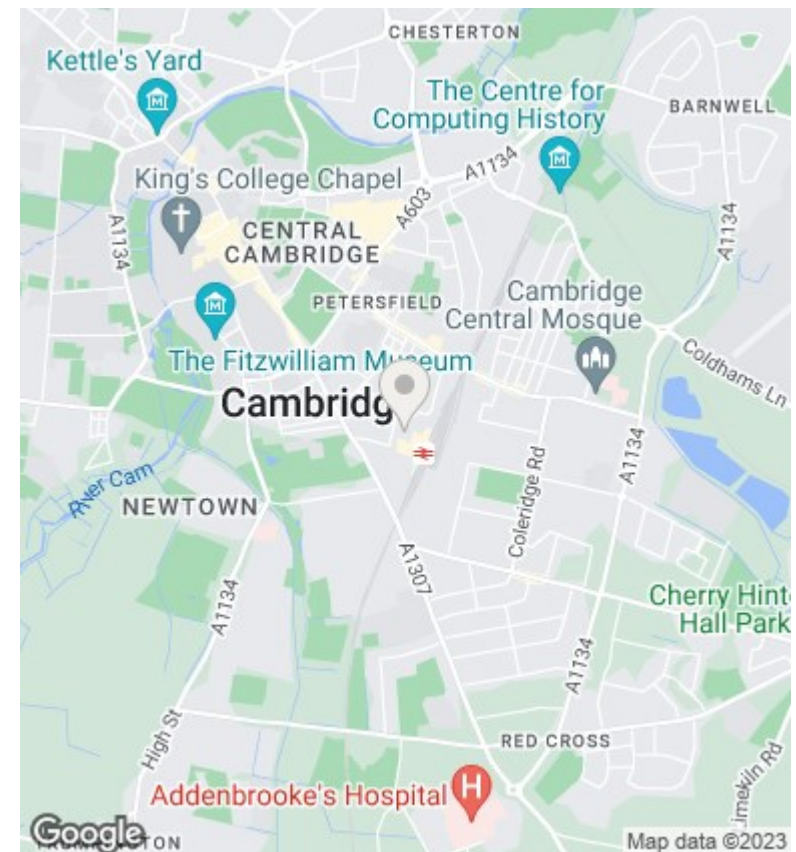 CHESTERTON
Kettle's Yard
The Centre for
Computing History
BARNWELL
A1134
King's College Chapel
A603
A1134
CENTRAL
CAMBRIDGE
A1134
PETERSFIELD
Cambridge
Central Mosque
The Fitzwilliam Museum
Coldhams Ln
Cambridg
River Cam
NEWTOWN
Coleridge Rd
A1134
A1307
Cherry Hint
Hall Park
A1134
A1134
High St
RED CROSS
Limekiln Rd
Addenbrooke's Hospital
H
Google
Map data ©2023